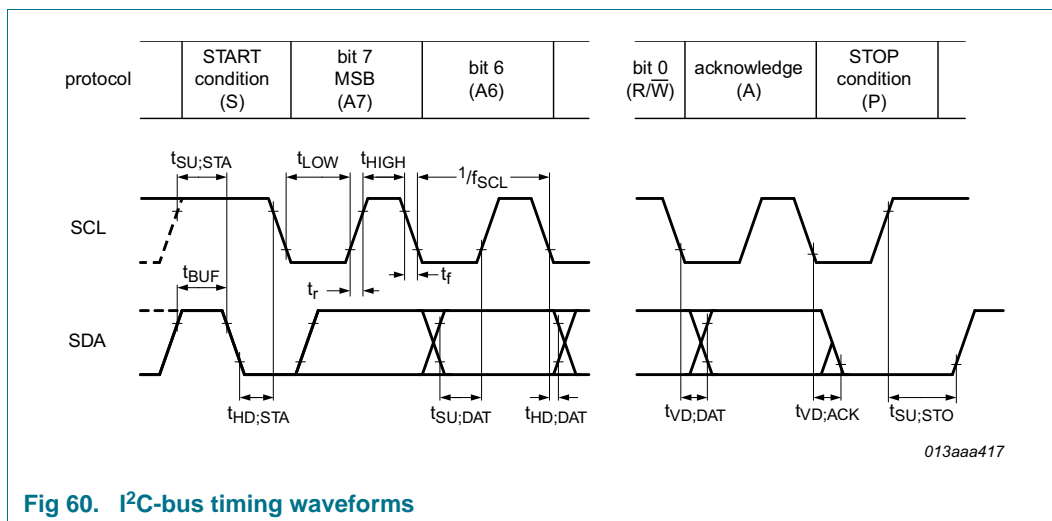 protocol
START
condition
(S)
bit 7
MSB
(A7)
bit 6
(A6)
bit 0
(R/W̅)
acknowledge
(A)
STOP
condition
(P)
tSU;STA
tLOW
tHIGH
1/fSCL
SCL
tBUF
tr
tf
SDA
tHD;STA
tSU;DAT
tHD;DAT
tVD;DAT
tVD;ACK
tSU;STO
013aaa417
Fig 60. I²C-bus timing waveforms